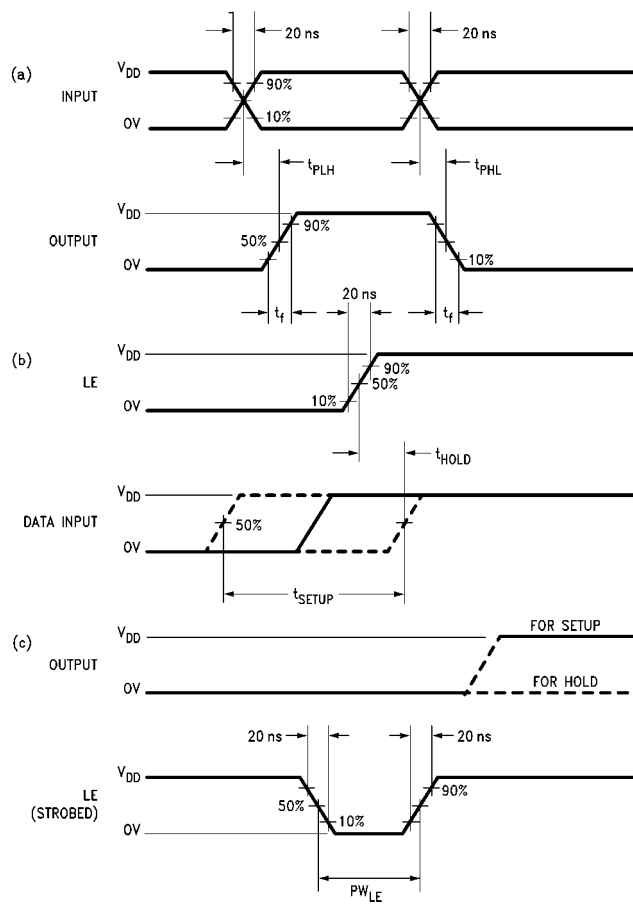 20 ns 20 ns
(a) VDD
INPUT 90%
0V 10%
tPLH tPHL
VDD
OUTPUT 50% 90%
0V 10%
20 ns
tf tf
(b) VDD
LE 90%
50%
0V 10%
tHOLD
VDD
DATA INPUT 50%
0V
tSETUP
(c) VDD FOR SETUP
OUTPUT
0V FOR HOLD
20 ns 20 ns
VDD
LE 90%
(STROBED) 50% 10%
0V
PWLE